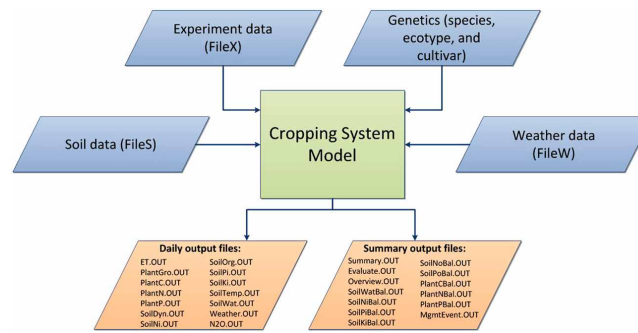 Experiment data
(FileX)
Genetics (species,
ecotype, and
cultivar)
Soil data (FileS)
Cropping System
Model
Weather data
(FileW)
Daily output files:
ET.OUT
PlantGro.OUT
PlantC.OUT
PlantN.OUT
PlantP.OUT
SoilDyn.OUT
SoilNi.OUT
SoilOrg.OUT
SoilPi.OUT
SoilKi.OUT
SoilTemp.OUT
SoilWat.OUT
Weather.OUT
N2O.OUT
Summary output files:
Summary.OUT
Evaluate.OUT
Overview.OUT
SoilWatBal.OUT
SoilNiBal.OUT
SoilPiBal.OUT
SoilKiBal.OUT
SoilNoBal.OUT
SoilPoBal.OUT
PlantCBal.OUT
PlantNBal.OUT
PlantPBal.OUT
MgmtEvent.OUT